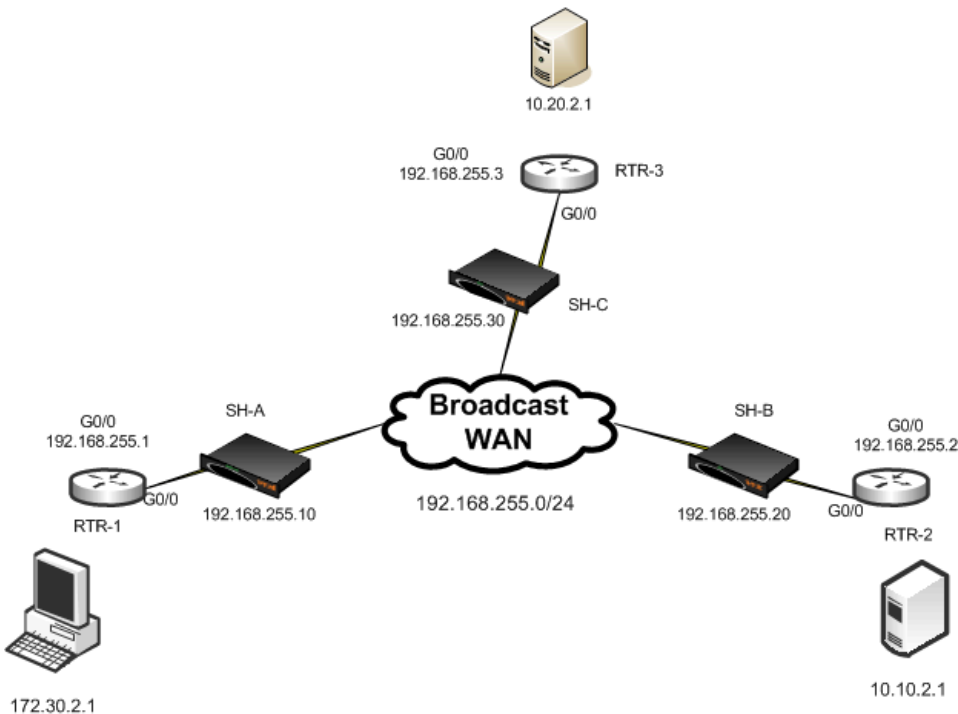 10.20.2.1
G0/0
192.168.255.3
RTR-3
G0/0
SH-C
192.168.255.30
Broadcast
WAN
192.168.255.0/24
SH-A
G0/0
192.168.255.1
G0/0
192.168.255.10
RTR-1
172.30.2.1
SH-B
G0/0
192.168.255.2
192.168.255.20
G0/0
RTR-2
10.10.2.1